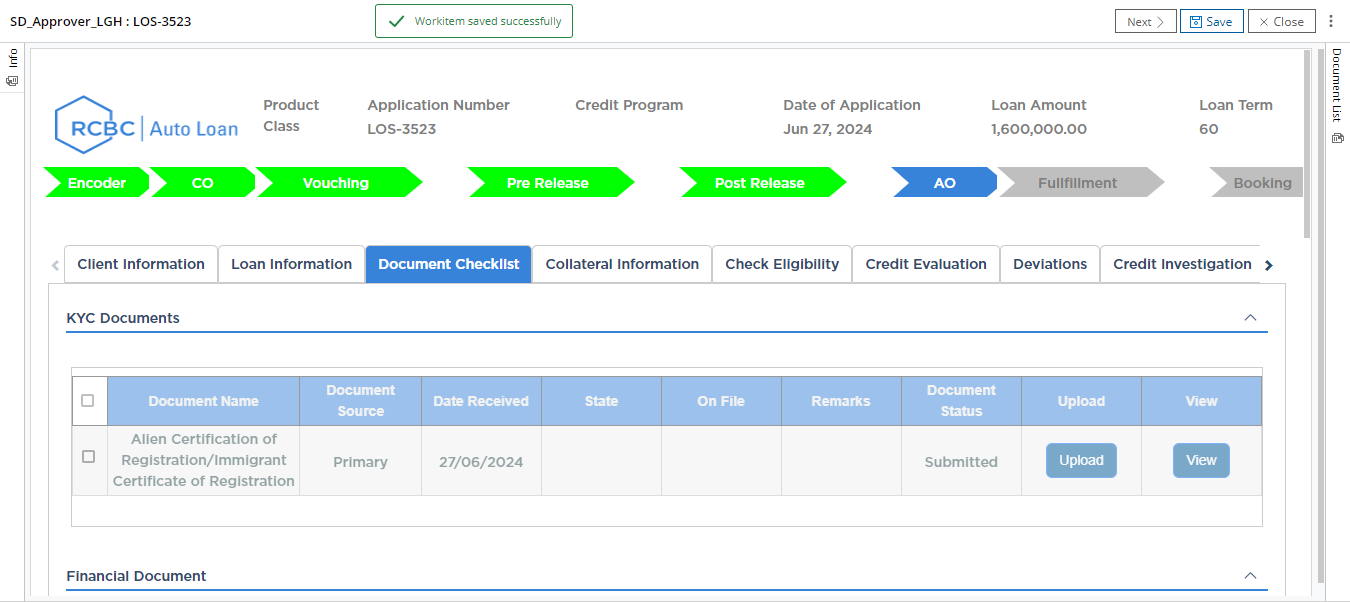 SD_Approver_LGH : LOS-3523
Workitem saved successfully
Next
Save
Close
Info
Document List
RCBC Auto Loan
Product Class
Application Number
LOS-3523
Credit Program
Date of Application
Jun 27, 2024
Loan Amount
1,600,000.00
Loan Term
60
Encoder
CO
Vouching
Pre Release
Post Release
AO
Fullfillment
Booking
Client Information
Loan Information
Document Checklist
Collateral Information
Check Eligibility
Credit Evaluation
Deviations
Credit Investigation
KYC Documents
Document Name
Document Source
Date Received
State
On File
Remarks
Document Status
Upload
View
Alien Certification of
Registration/Immigrant
Certificate of Registration
Primary
27/06/2024
Submitted
Upload
View
Financial Document